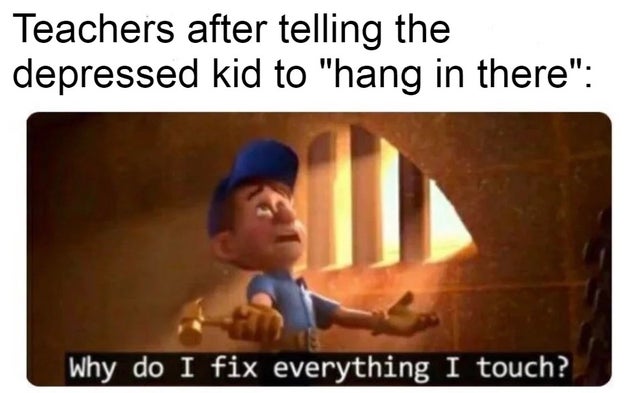 Teachers after telling the
depressed kid to "hang in there":
Why do I fix everything I touch?